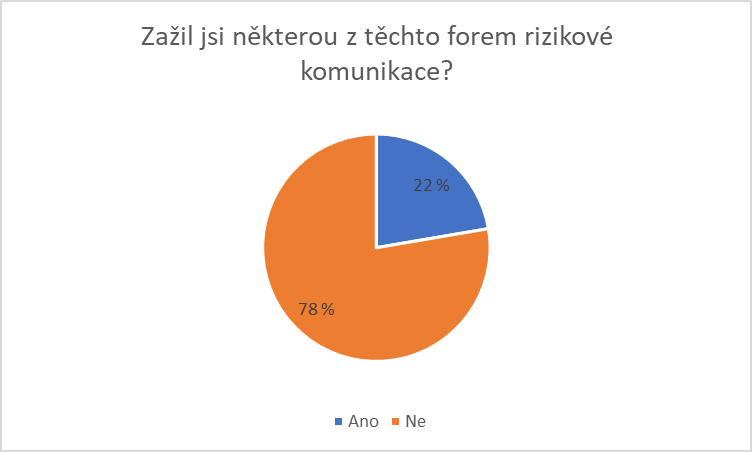 Zažil jsi některou z těchto forem rizikové
komunikace?
22 %
78 %
Ano
Ne